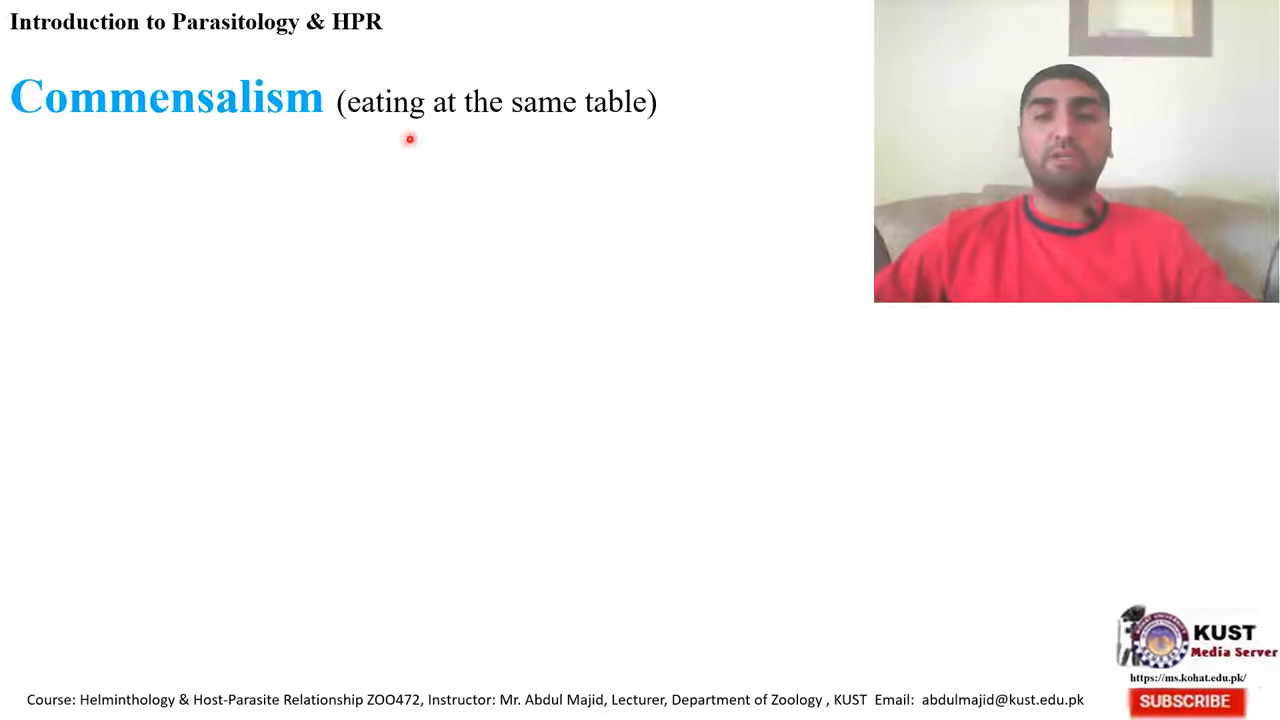 Introduction to Parasitology & HPR
Commensalism (eating at the same table)
KUST
Media Server
https://ms.kohat.edu.pk/
SUBSCRIBE
Course: Helminthology & Host-Parasite Relationship ZOO472, Instructor: Mr. Abdul Majid, Lecturer, Department of Zoology , KUST Email: abdulmajid@kust.edu.pk